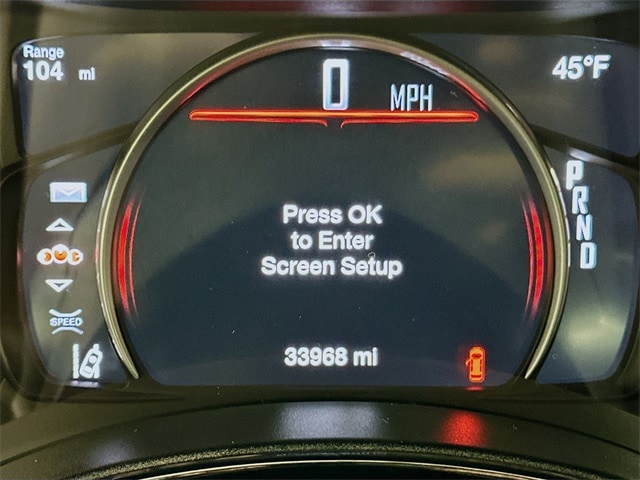 Range
104 mi
0 MPH
45°F
Press OK
to Enter
Screen Setup
SPEED
33968 mi
P
R
N
D